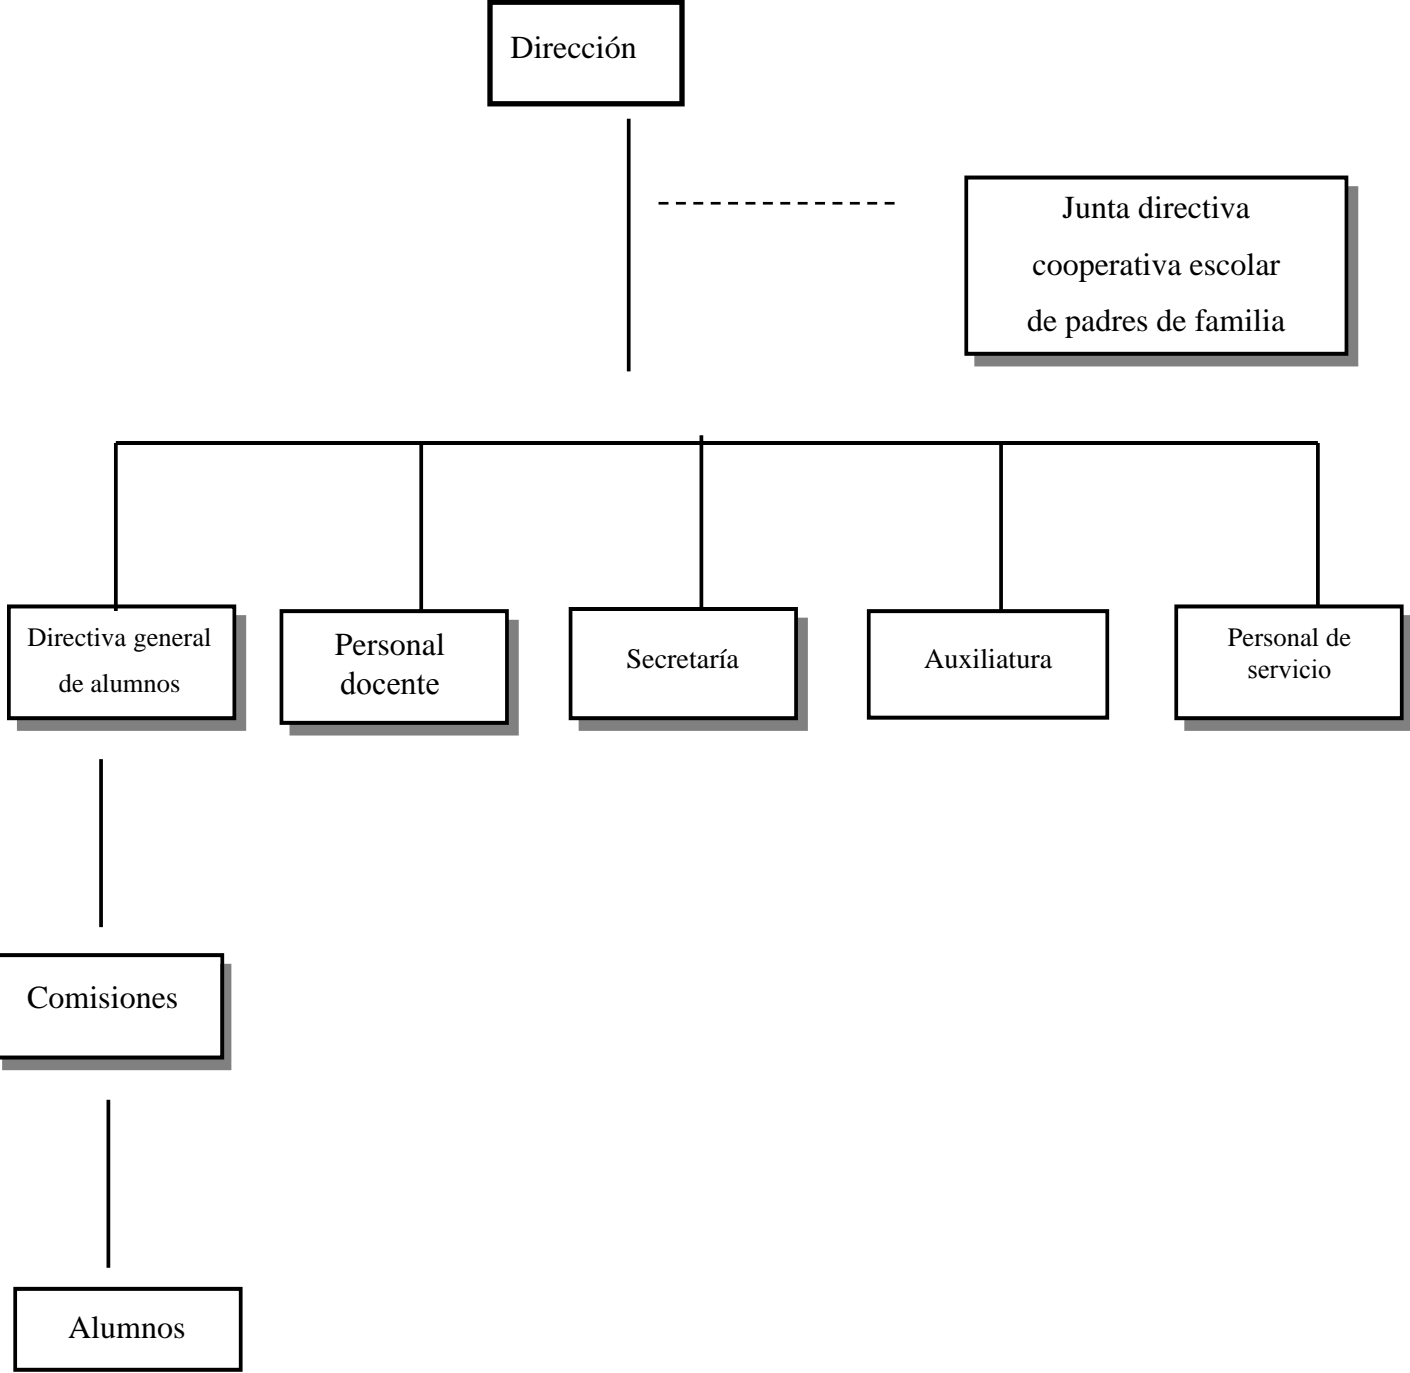 Dirección
Junta directiva
cooperativa escolar
de padres de familia
Directiva general
de alumnos
Personal
docente
Secretaría
Auxiliatura
Personal de
servicio
Comisiones
Alumnos